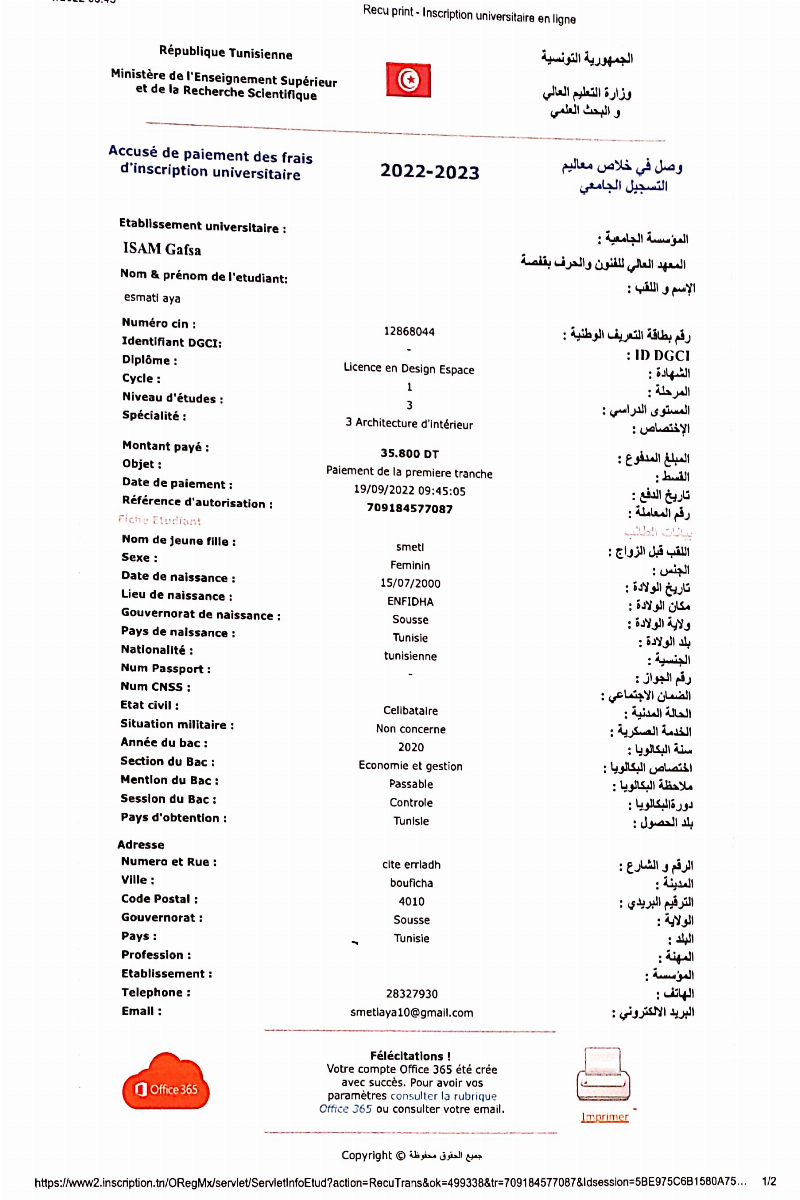 Recu print - Inscription universitaire en ligne
République Tunisienne
الجمهورية التونسية
Ministère de l'Enseignement Supérieur
et de la Recherche Scientifique
وزارة التعليم العالي
و البحث العلمي
Accusé de paiement des frais
d'inscription universitaire
2022-2023
وصل في خلاص معاليم
التسجيل الجامعي
Etablissement universitaire :
المؤسسة الجامعية :
ISAM Gafsa
المعهد العالي للفنون والحرف بقفصة
Nom & prénom de l'etudiant:
الإسم و اللقب :
esmati aya
Numéro cin : 12868044 رقم بطاقة التعريف الوطنية :
Identifiant DGCI: - ID DGCI :
Diplôme : Licence en Design Espace الشهادة :
Cycle : 1 المرحلة :
Niveau d'études : 3 المستوى الدراسي :
Spécialité : 3 Architecture d'intérieur الإختصاص :
Montant payé : 35.800 DT المبلغ المدفوع :
Objet : Paiement de la premiere tranche القسط :
Date de paiement : 19/09/2022 09:45:05 تاريخ الدفع :
Référence d'autorisation : 709184577087 رقم المعاملة :
Fiche Etudiant بيانات الطالب
Nom de jeune fille : smeti اللقب قبل الزواج :
Sexe : Feminin الجنس :
Date de naissance : 15/07/2000 تاريخ الولادة :
Lieu de naissance : ENFIDHA مكان الولادة :
Gouvernorat de naissance : Sousse ولاية الولادة :
Pays de naissance : Tunisie بلد الولادة :
Nationalité : tunisienne الجنسية :
Num Passport : - رقم الجواز :
Num CNSS : الضمان الاجتماعي :
Etat civil : Celibataire الحالة المدنية :
Situation militaire : Non concerne الخدمة العسكرية :
Année du bac : 2020 سنة البكالويا :
Section du Bac : Economie et gestion اختصاص البكالويا :
Mention du Bac : Passable ملاحظة البكالويا :
Session du Bac : Controle دورةالبكالويا :
Pays d'obtention : Tunisie بلد الحصول :
Adresse
Numero et Rue : cite erriadh الرقم و الشارع :
Ville : bouficha المدينة :
Code Postal : 4010 الترقيم البريدي :
Gouvernorat : Sousse الولاية :
Pays : Tunisie البلد :
Profession : المهنة :
Etablissement : المؤسسة :
Telephone : 28327930 الهاتف :
Email : smetiaya10@gmail.com البريد الالكتروني :
Office 365
Félécitations !
Votre compte Office 365 été crée
avec succès. Pour avoir vos
paramètres consulter la rubrique
Office 365 ou consulter votre email.
Imprimer
Copyright © جميع الحقوق محفوظة
https://www2.inscription.tn/ORegMx/servlet/ServletInfoEtud?action=RecuTrans&ok=499338&tr=709184577087&Idsession=5BE975C6B1580A75... 1/2